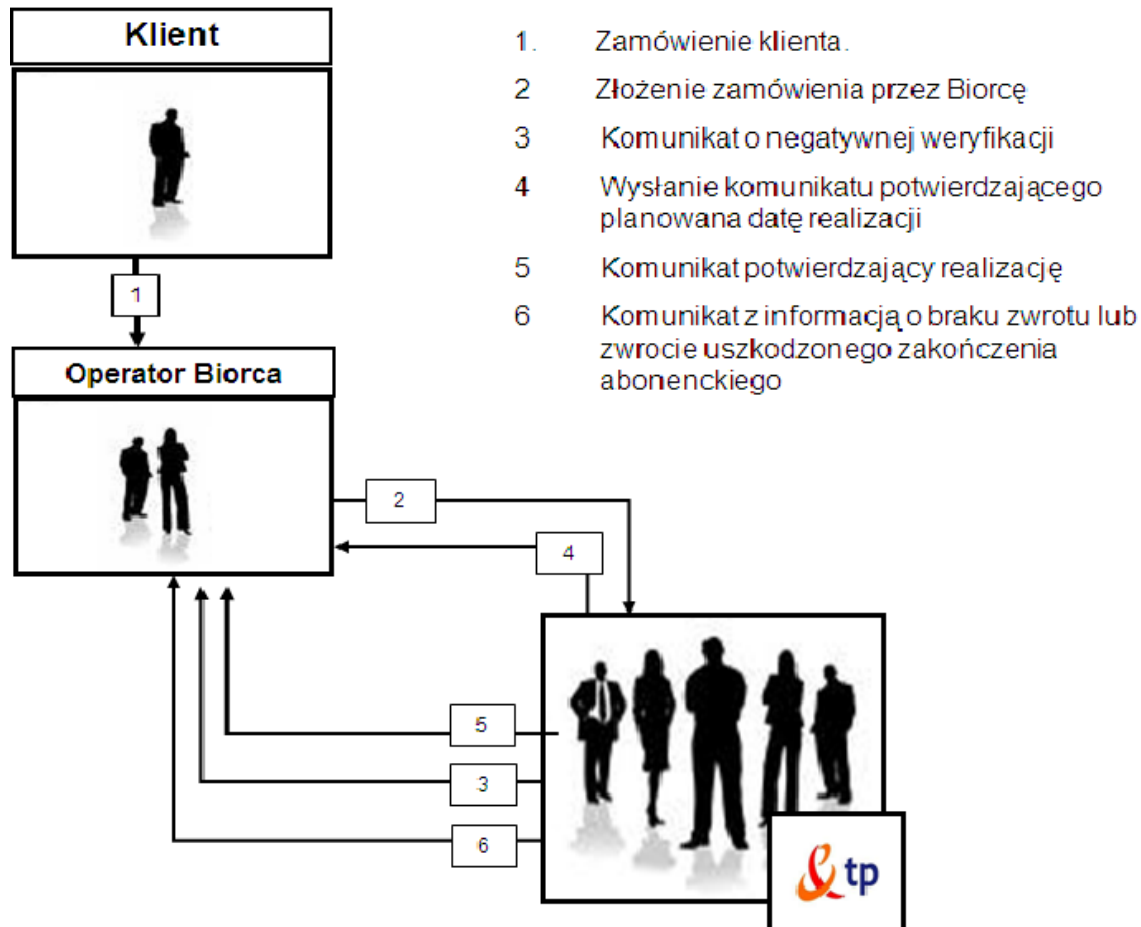 Klient
1. Zamówienie klienta.
2 Złożenie zamówienia przez Biorcę
3 Komunikat o negatywnej weryfikacji
4 Wysłanie komunikatu potwierdzającego
planowana datę realizacji
5 Komunikat potwierdzający realizację
6 Komunikat z informacją o braku zwrotu lub
zwrocie uszkodzonego zakończenia
abonenckiego
1
Operator Biorca
2
4
5
3
6
tp